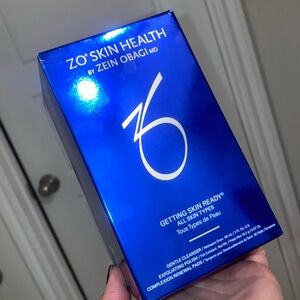 ZO® SKIN HEALTH
BY ZEIN OBAGI MD
GETTING SKIN READY®
ALL SKIN TYPES
Tous Types de Peau
GENTLE CLEANSER
EXFOLIATING POLISH
COMPLEXION RENEWAL PADS